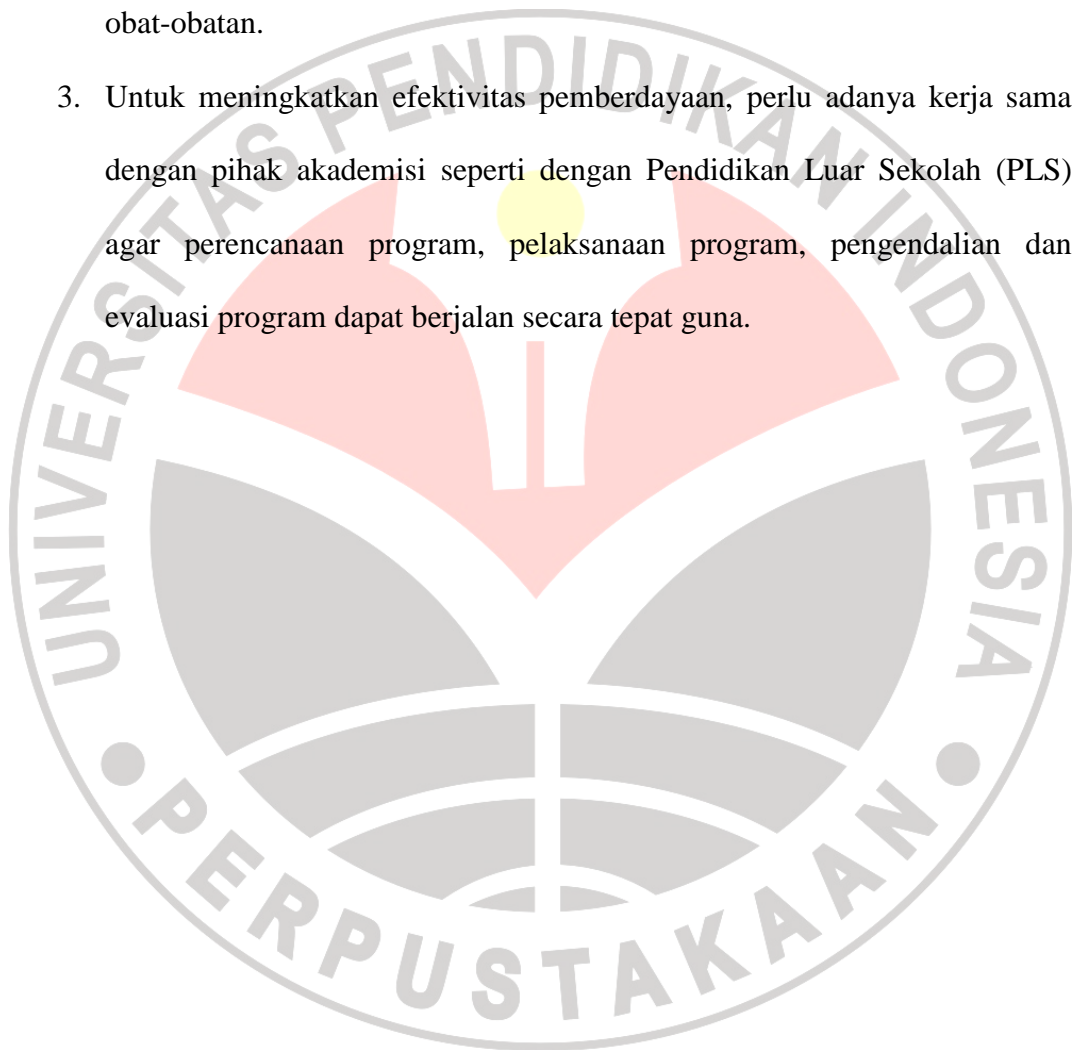 obat-obatan.
3. Untuk meningkatkan efektivitas pemberdayaan, perlu adanya kerja sama
dengan pihak akademisi seperti dengan Pendidikan Luar Sekolah (PLS)
agar perencanaan program, pelaksanaan program, pengendalian dan
evaluasi program dapat berjalan secara tepat guna.
UNIVERSITAS PENDIDIKAN INDONESIA
PERPUSTAKAAN